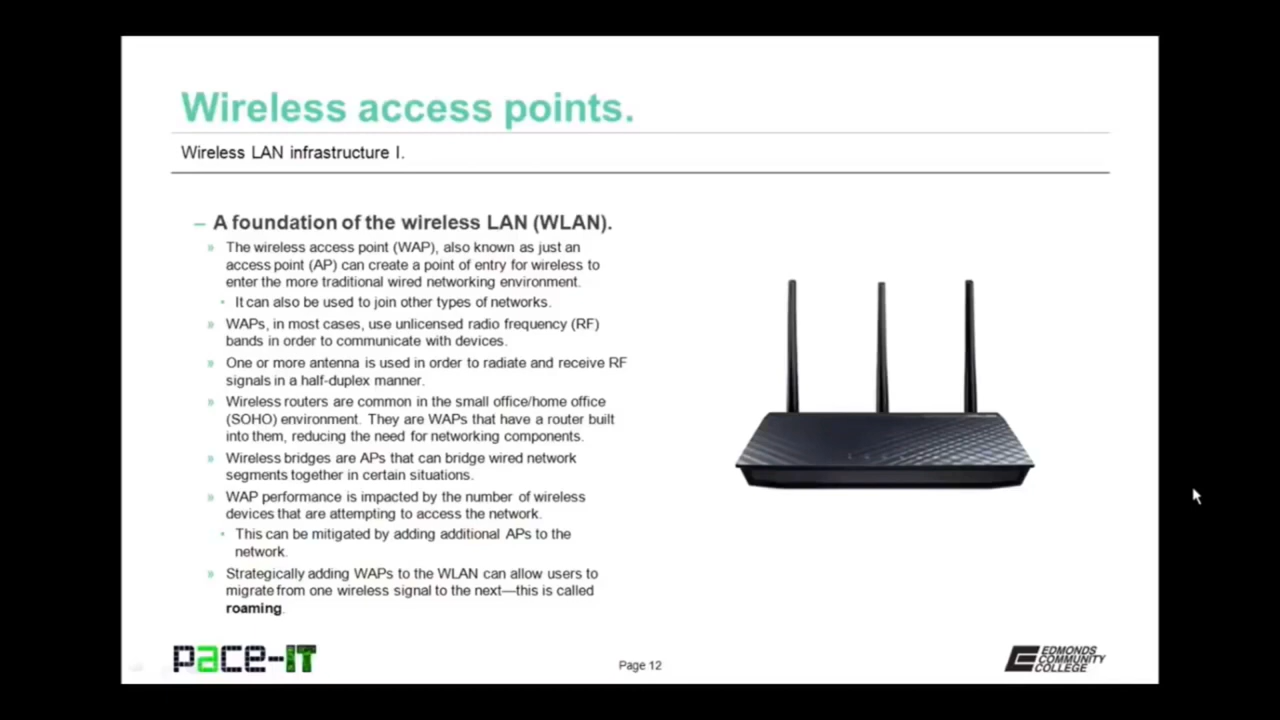 Wireless access points.
Wireless LAN infrastructure I.
– A foundation of the wireless LAN (WLAN).
» The wireless access point (WAP), also known as just an
access point (AP) can create a point of entry for wireless to
enter the more traditional wired networking environment.
• It can also be used to join other types of networks.
» WAPs, in most cases, use unlicensed radio frequency (RF)
bands in order to communicate with devices.
» One or more antenna is used in order to radiate and receive RF
signals in a half-duplex manner.
» Wireless routers are common in the small office/home office
(SOHO) environment. They are WAPs that have a router built
into them, reducing the need for networking components.
» Wireless bridges are APs that can bridge wired network
segments together in certain situations.
» WAP performance is impacted by the number of wireless
devices that are attempting to access the network.
• This can be mitigated by adding additional APs to the
network.
» Strategically adding WAPs to the WLAN can allow users to
migrate from one wireless signal to the next—this is called
roaming.
pace-IT
Page 12
EDMONDS
COMMUNITY
COLLEGE